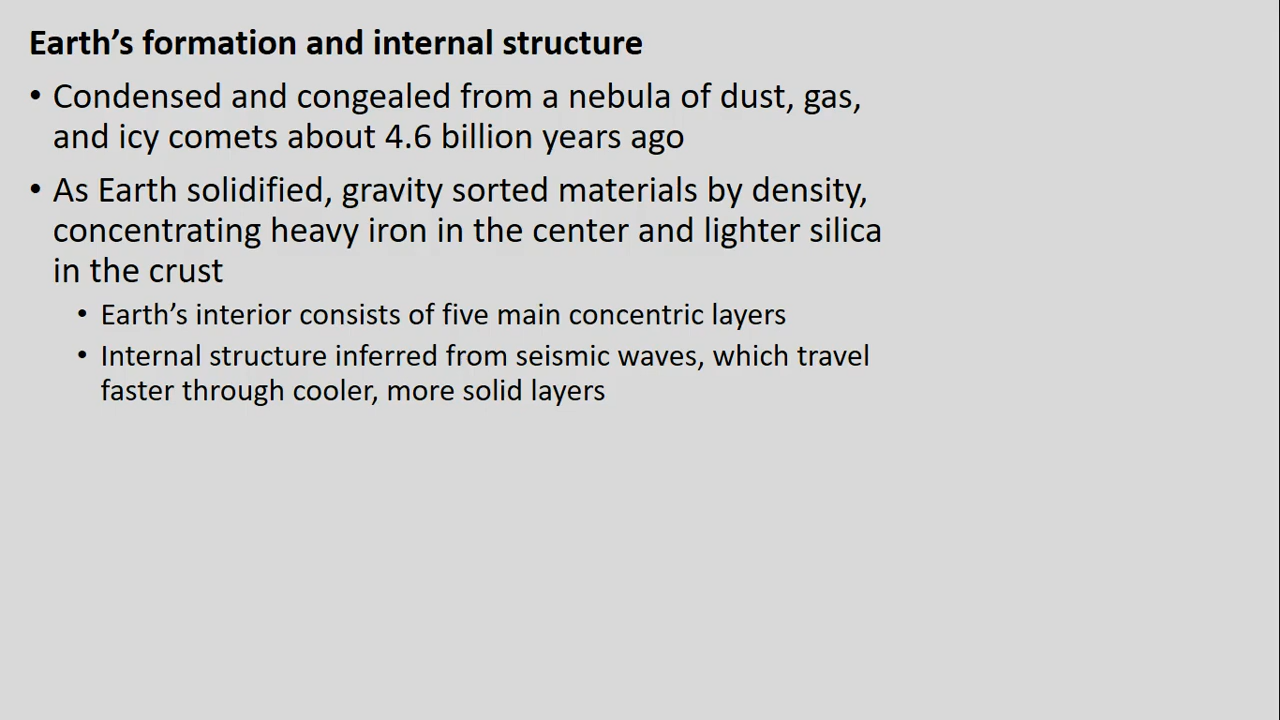 Earth’s formation and internal structure
• Condensed and congealed from a nebula of dust, gas,
and icy comets about 4.6 billion years ago
• As Earth solidified, gravity sorted materials by density,
concentrating heavy iron in the center and lighter silica
in the crust
• Earth’s interior consists of five main concentric layers
• Internal structure inferred from seismic waves, which travel
faster through cooler, more solid layers